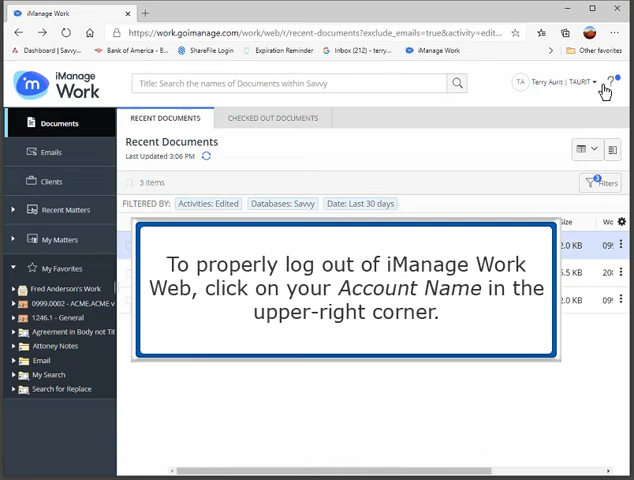 iManage Work
https://work.goimanage.com/work/web/r/recent-documents?exclude_emails=true&activity=edit...
Dashboard | Savvy...
Bank of America - B...
ShareFile Login
Expiration Reminder
Inbox (212) - terry...
iManage Work
Other favorites
iManage
Work
Title: Search the names of Documents within Savvy
TA
Terry Aurit | TAURIT
?
Documents
Emails
Clients
Recent Matters
My Matters
My Favorites
Fred Anderson's Work
0999.0002 - ACME.ACME v
1246.1 - General
Agreement in Body not Tit
Attoney Notes
Email
My Search
Search for Replace
RECENT DOCUMENTS
CHECKED OUT DOCUMENTS
Recent Documents
Last Updated 3:06 PM
3 items
3
Filters
FILTERED BY:
Activities: Edited
Databases: Savvy
Date: Last 30 days
Size
Wo
2.0 KB
099
5.5 KB
208
2.0 KB
099
To properly log out of iManage Work
Web, click on your Account Name in the
upper-right corner.